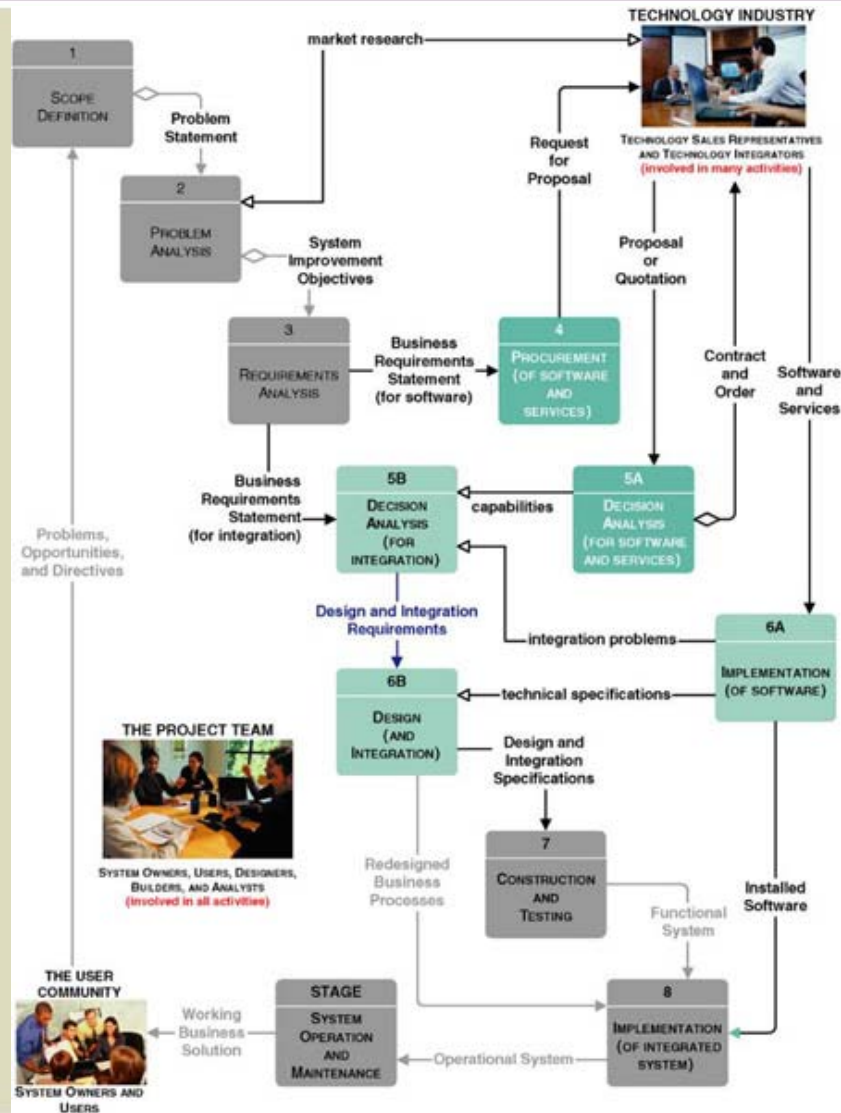 TECHNOLOGY INDUSTRY
market research
1
SCOPE
DEFINITION
Problem
Statement
TECHNOLOGY SALES REPRESENTATIVES
AND TECHNOLOGY INTEGRATORS
(involved in many activities)
Request
for
Proposal
2
PROBLEM
ANALYSIS
System
Improvement
Objectives
Proposal
or
Quotation
3
REQUIREMENTS
ANALYSIS
Business
Requirements
Statement
(for software)
4
PROCUREMENT
(OF SOFTWARE
AND
SERVICES)
Contract
and
Order
Software
and
Services
Business
Requirements
Statement
(for integration)
5B
DECISION
ANALYSIS
(FOR
INTEGRATION)
capabilities
5A
DECISION
ANALYSIS
(FOR SOFTWARE
AND SERVICES)
Problems,
Opportunities,
and Directives
Design and Integration
Requirements
integration problems
6A
IMPLEMENTATION
(OF SOFTWARE)
6B
DESIGN
(AND
INTEGRATION)
technical specifications
THE PROJECT TEAM
SYSTEM OWNERS, USERS, DESIGNERS,
BUILDERS, AND ANALYSTS
(involved in all activities)
Design and
Integration
Specifications
Redesigned
Business
Processes
7
CONSTRUCTION
AND
TESTING
Functional
System
Installed
Software
THE USER
COMMUNITY
SYSTEM OWNERS AND
USERS
Working
Business
Solution
STAGE
SYSTEM
OPERATION
AND
MAINTENANCE
Operational System
8
IMPLEMENTATION
(OF INTEGRATED
SYSTEM)